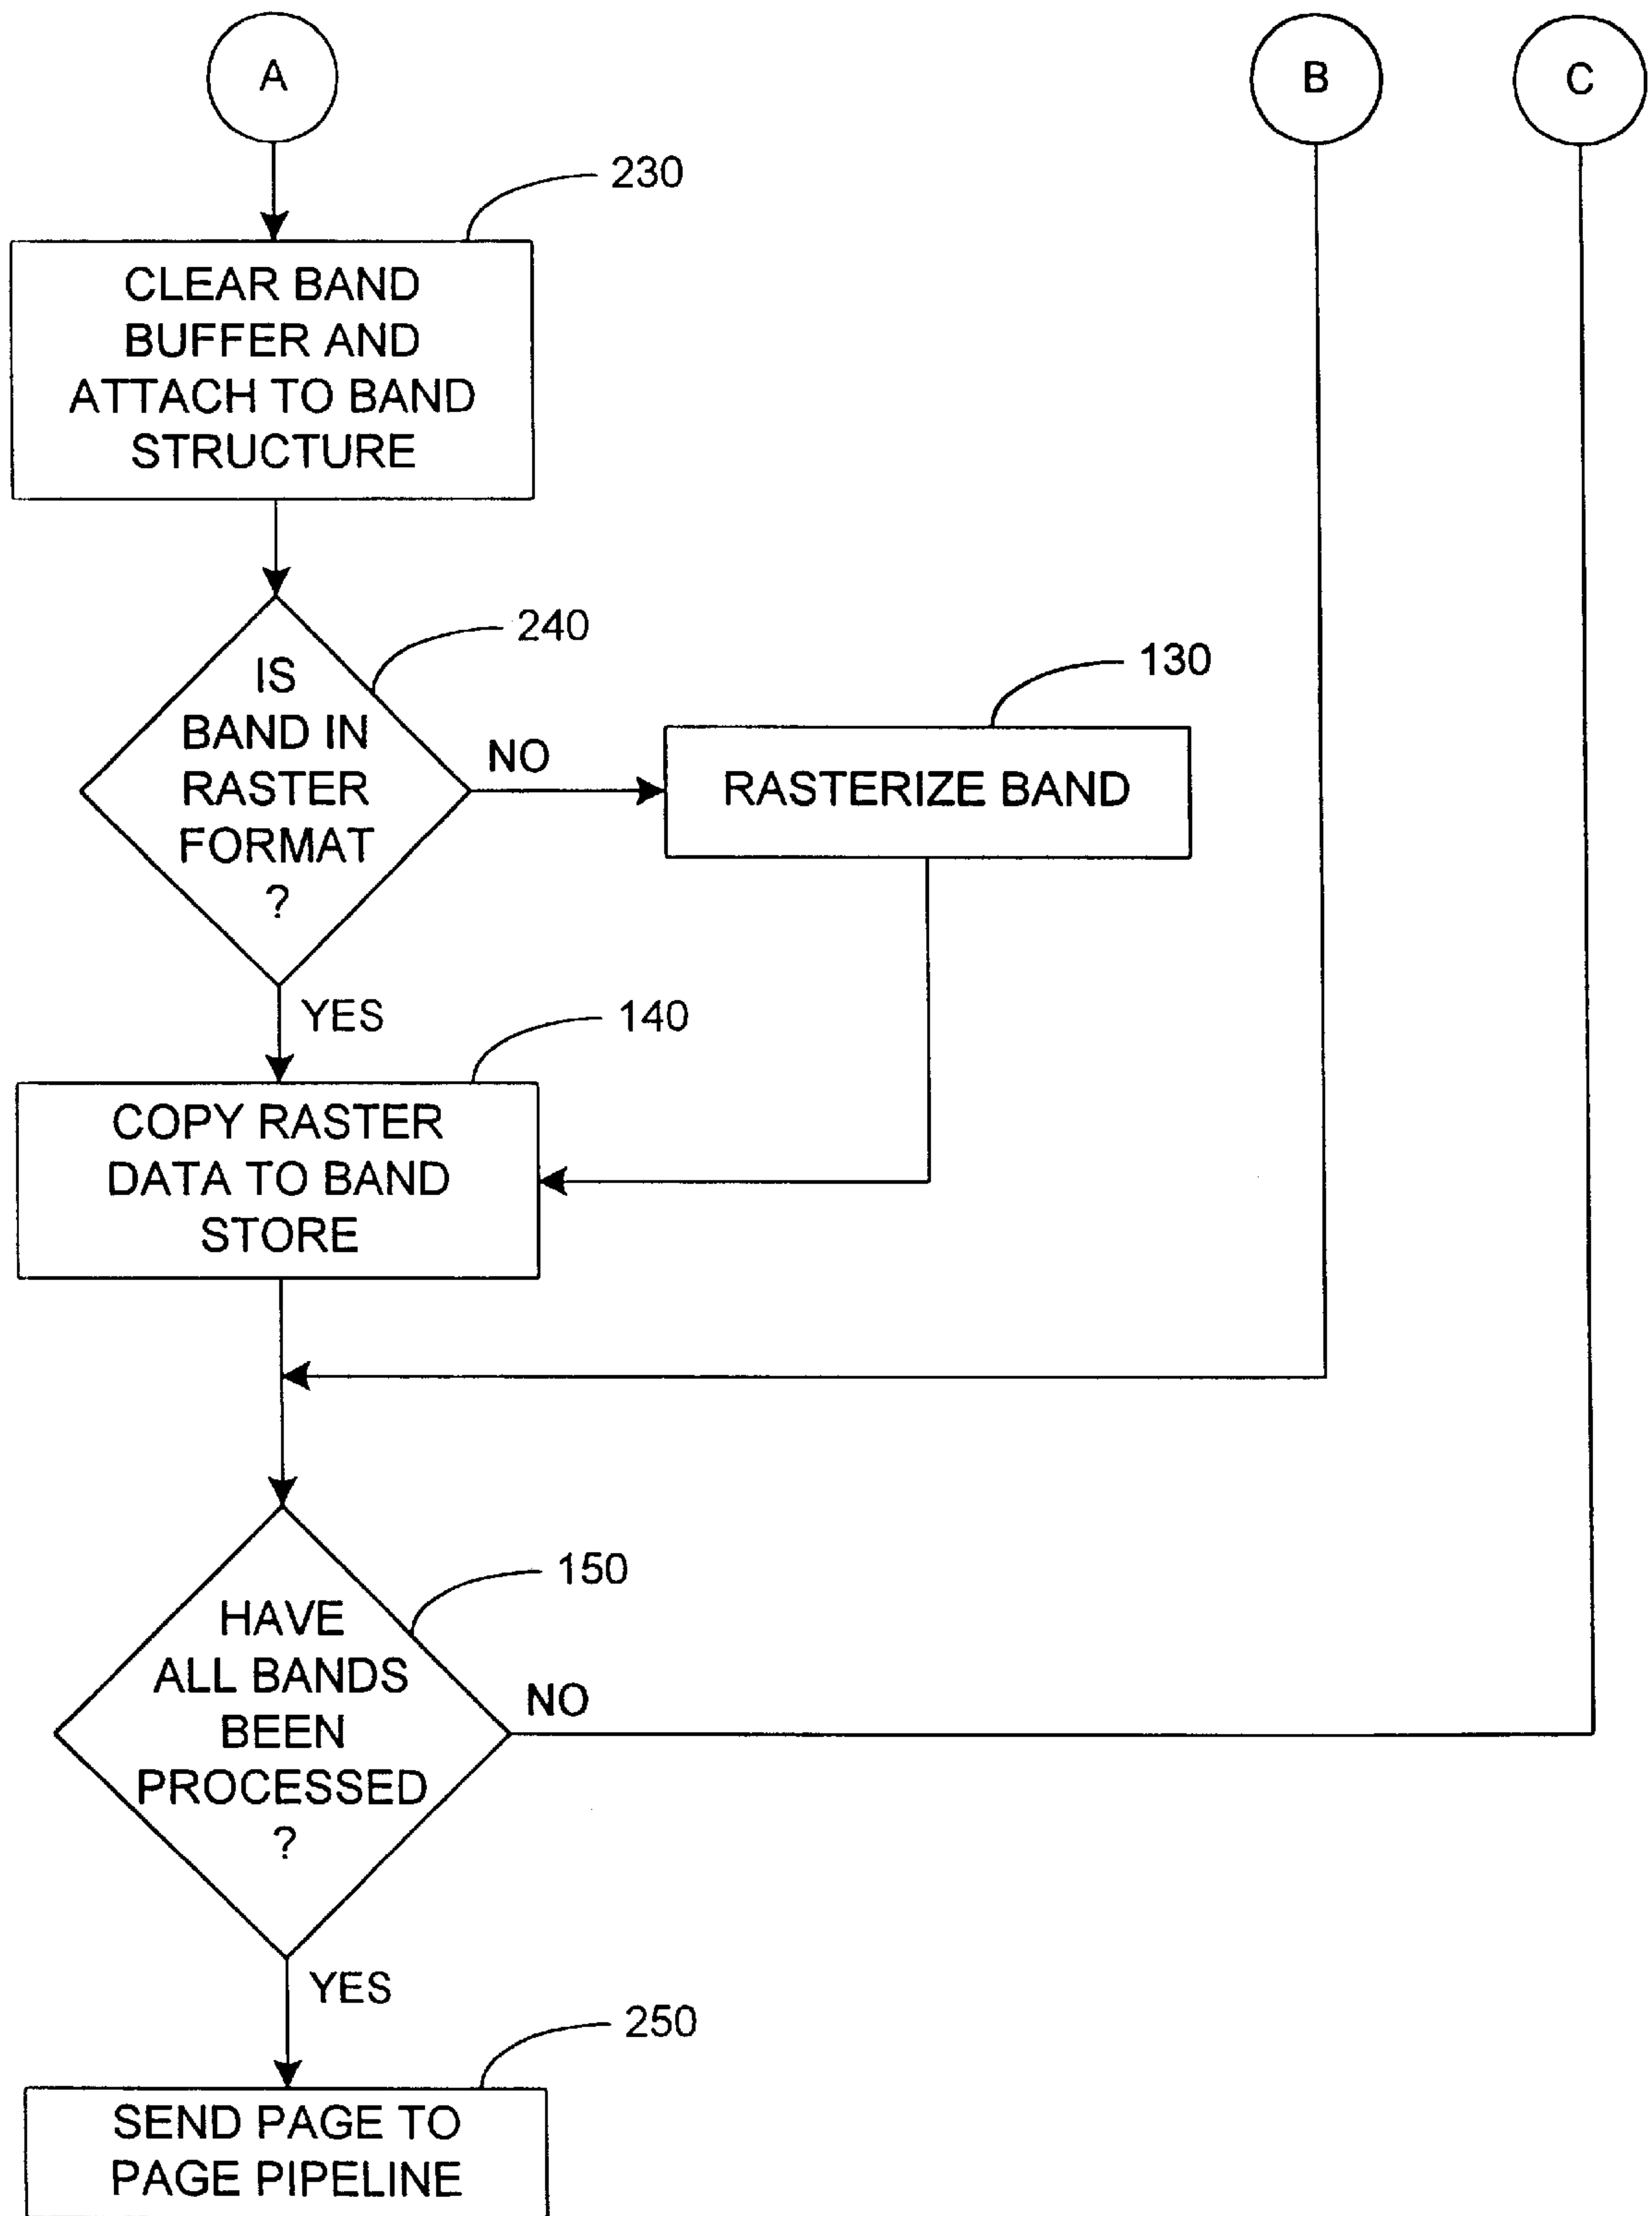 A
B
C
230
CLEAR BAND
BUFFER AND
ATTACH TO BAND
STRUCTURE
240
IS
BAND IN
RASTER
FORMAT
?
NO
130
RASTERIZE BAND
YES
140
COPY RASTER
DATA TO BAND
STORE
150
HAVE
ALL BANDS
BEEN
PROCESSED
?
NO
YES
250
SEND PAGE TO
PAGE PIPELINE